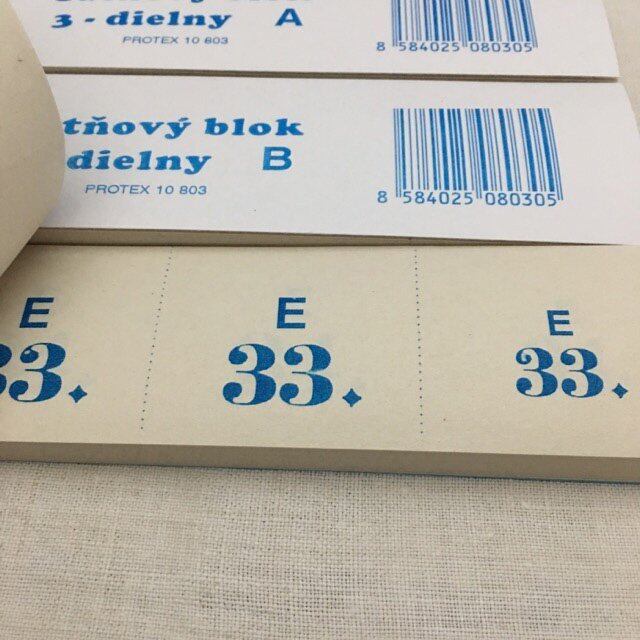 3 - dielny A
PROTEX 10 803
8 584025 080305
tňový blok
dielny B
PROTEX 10 803
8 584025 080305
E E E
33. 33. 33.